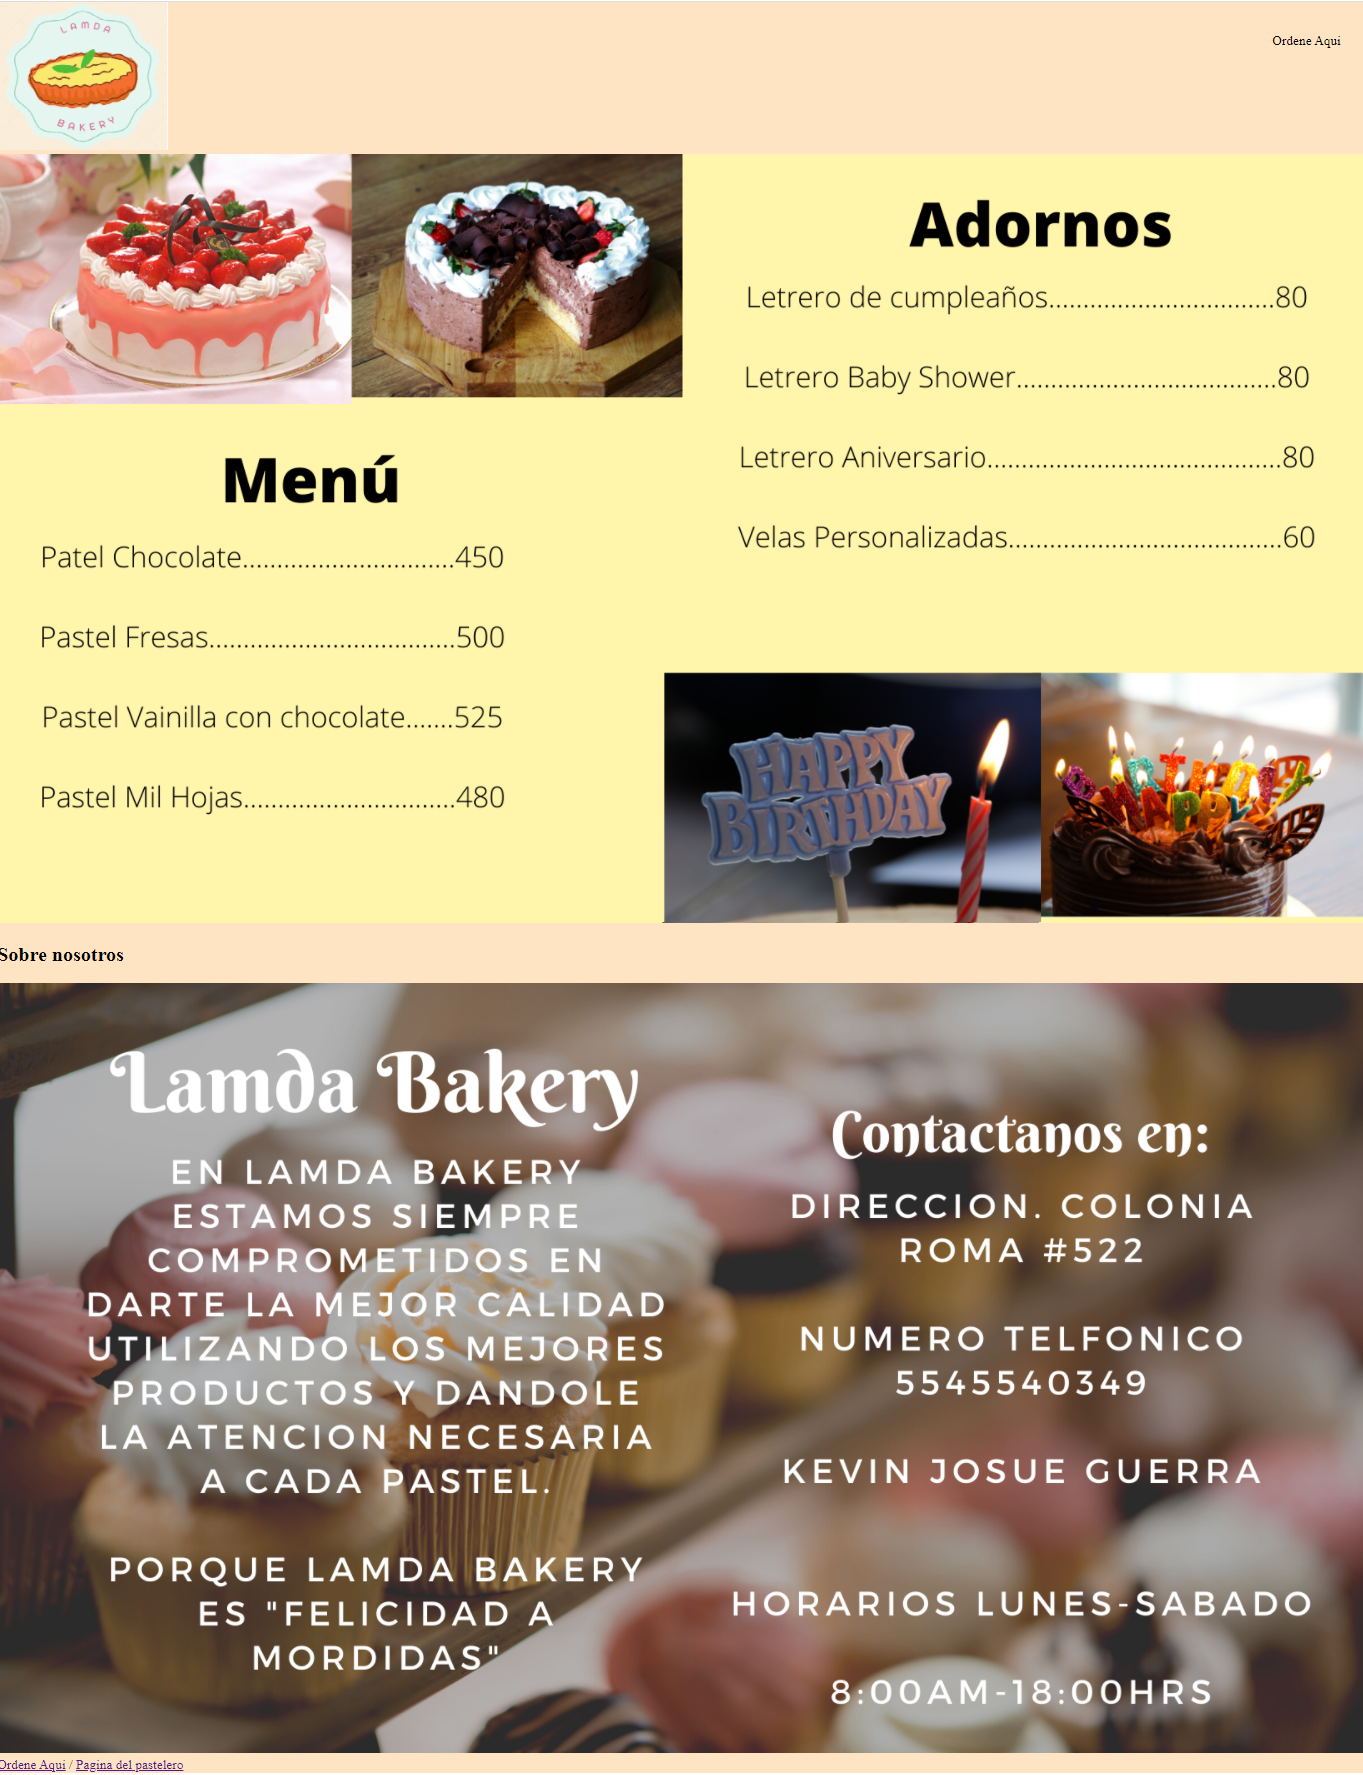 LAMDA
BAKERY
Ordene Aqui
Adornos
Letrero de cumpleaños.................................80
Letrero Baby Shower......................................80
Letrero Aniversario...........................................80
Velas Personalizadas........................................60
Menú
Patel Chocolate...............................450
Pastel Fresas....................................500
Pastel Vainilla con chocolate.......525
Pastel Mil Hojas...............................480
HAPPY
BIRTHDAY
Sobre nosotros
Lamda Bakery
EN LAMDA BAKERY
ESTAMOS SIEMPRE
COMPROMETIDOS EN
DARTE LA MEJOR CALIDAD
UTILIZANDO LOS MEJORES
PRODUCTOS Y DANDOLE
LA ATENCION NECESARIA
A CADA PASTEL.
PORQUE LAMDA BAKERY
ES "FELICIDAD A
MORDIDAS"
Contactanos en:
DIRECCION. COLONIA
ROMA #522
NUMERO TELFONICO
5545540349
KEVIN JOSUE GUERRA
HORARIOS LUNES-SABADO
8:00AM-18:00HRS
Ordene Aqui / Pagina del pastelero